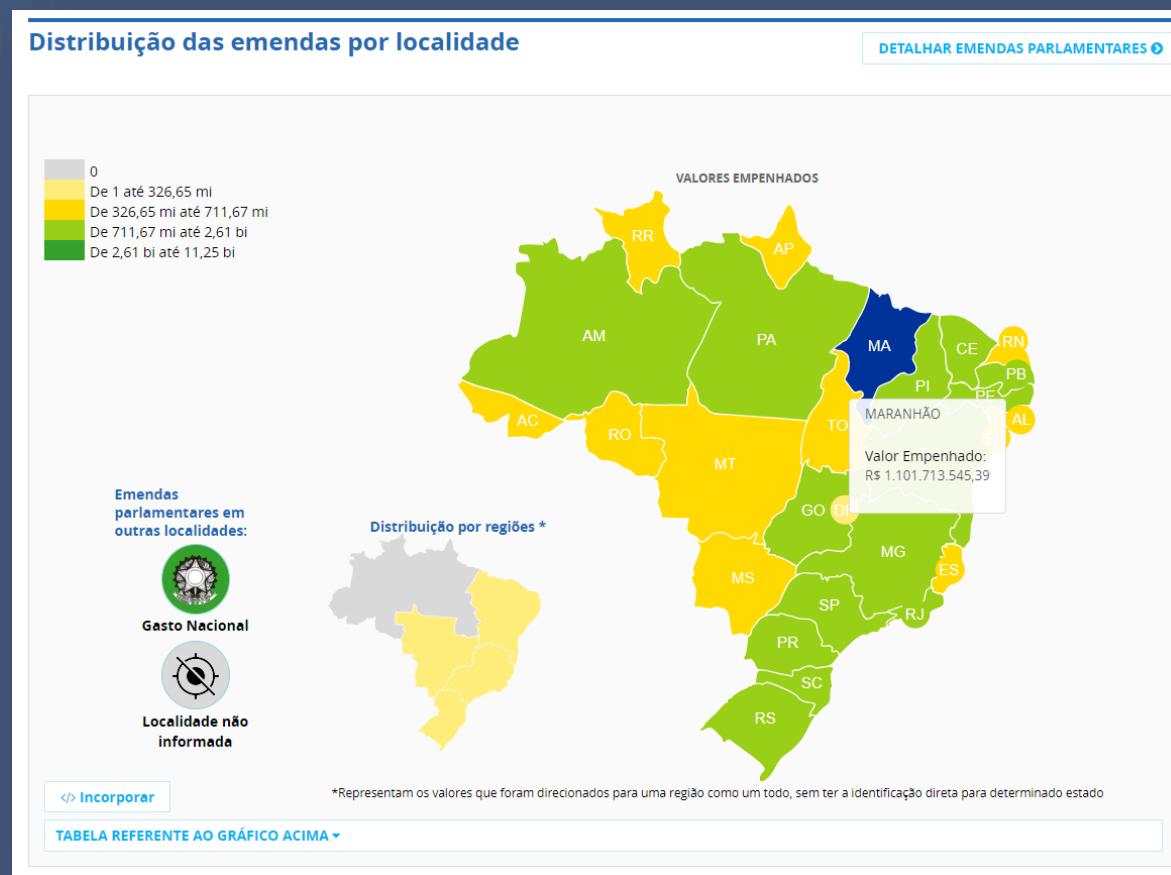 Distribuição das emendas por localidade
DETALHAR EMENDAS PARLAMENTARES
0
De 1 até 326,65 mi
De 326,65 mi até 711,67 mi
De 711,67 mi até 2,61 bi
De 2,61 bi até 11,25 bi
VALORES EMPENHADOS
RR
AP
AM
PA
MA
CE
RN
PI
PB
PE
AC
RO
TO
AL
MT
MARANHÃO
Valor Empenhado:
R$ 1.101.713.545,39
GO
DF
MG
MS
ES
SP
RJ
PR
SC
RS
Emendas
parlamentares em
outras localidades:
Gasto Nacional
Localidade não
informada
Distribuição por regiões *
</> Incorporar
*Representam os valores que foram direcionados para uma região como um todo, sem ter a identificação direta para determinado estado
TABELA REFERENTE AO GRÁFICO ACIMA